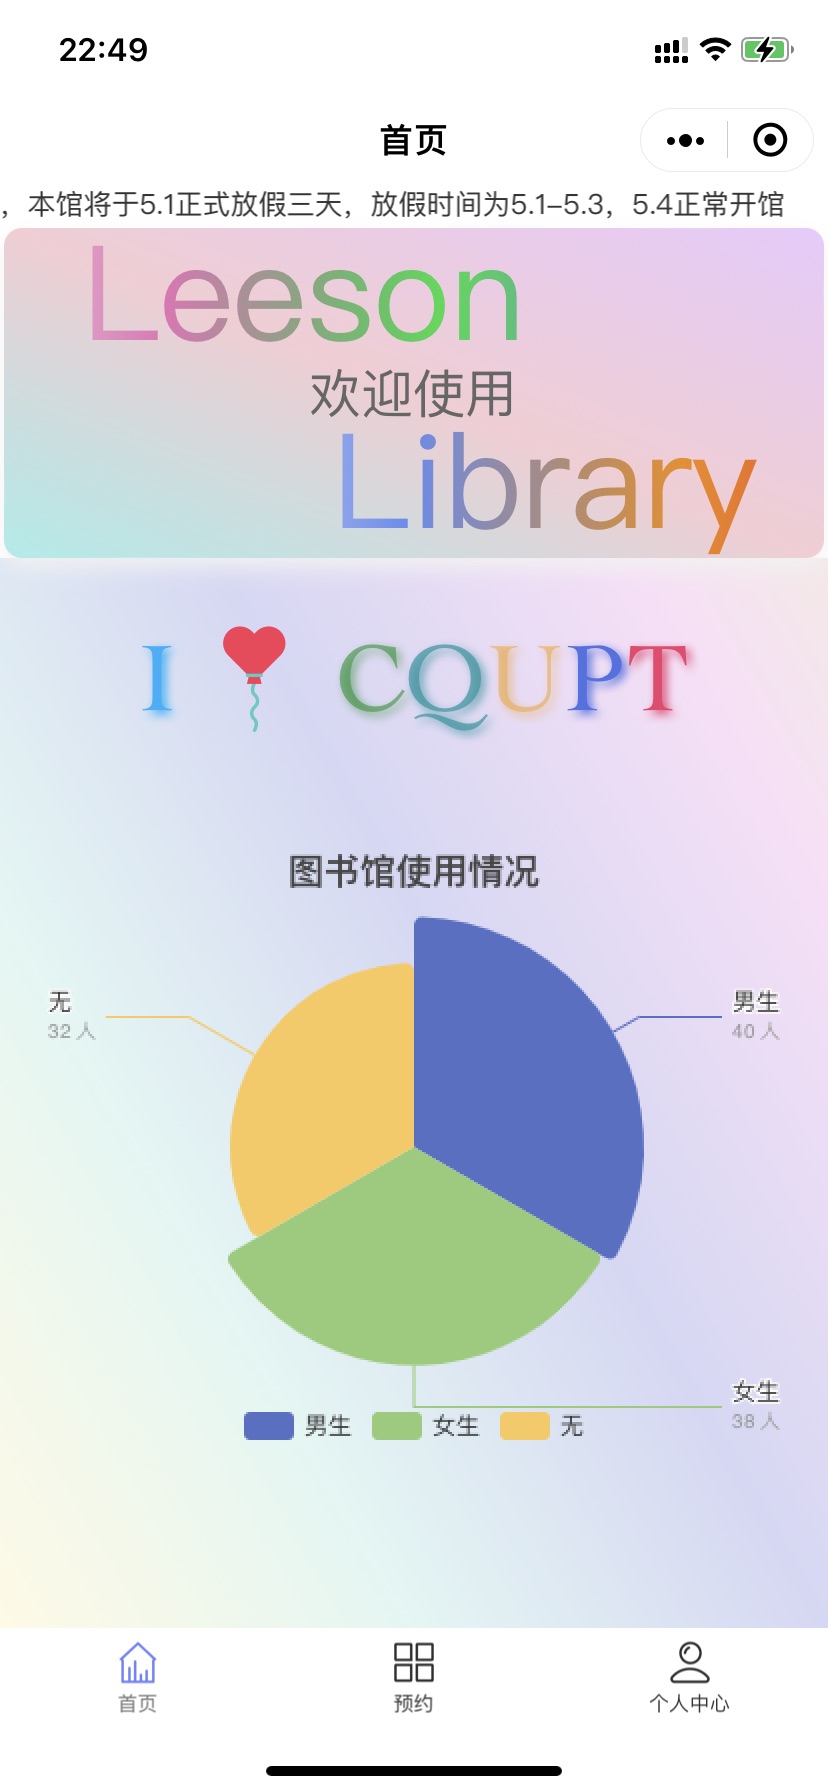 22:49
首页
，本馆将于5.1正式放假三天，放假时间为5.1–5.3，5.4正常开馆
Leeson
欢迎使用
Library
I CQUPT
图书馆使用情况
无
32 人
男生
40 人
女生
38 人
男生 女生 无
首页 预约 个人中心